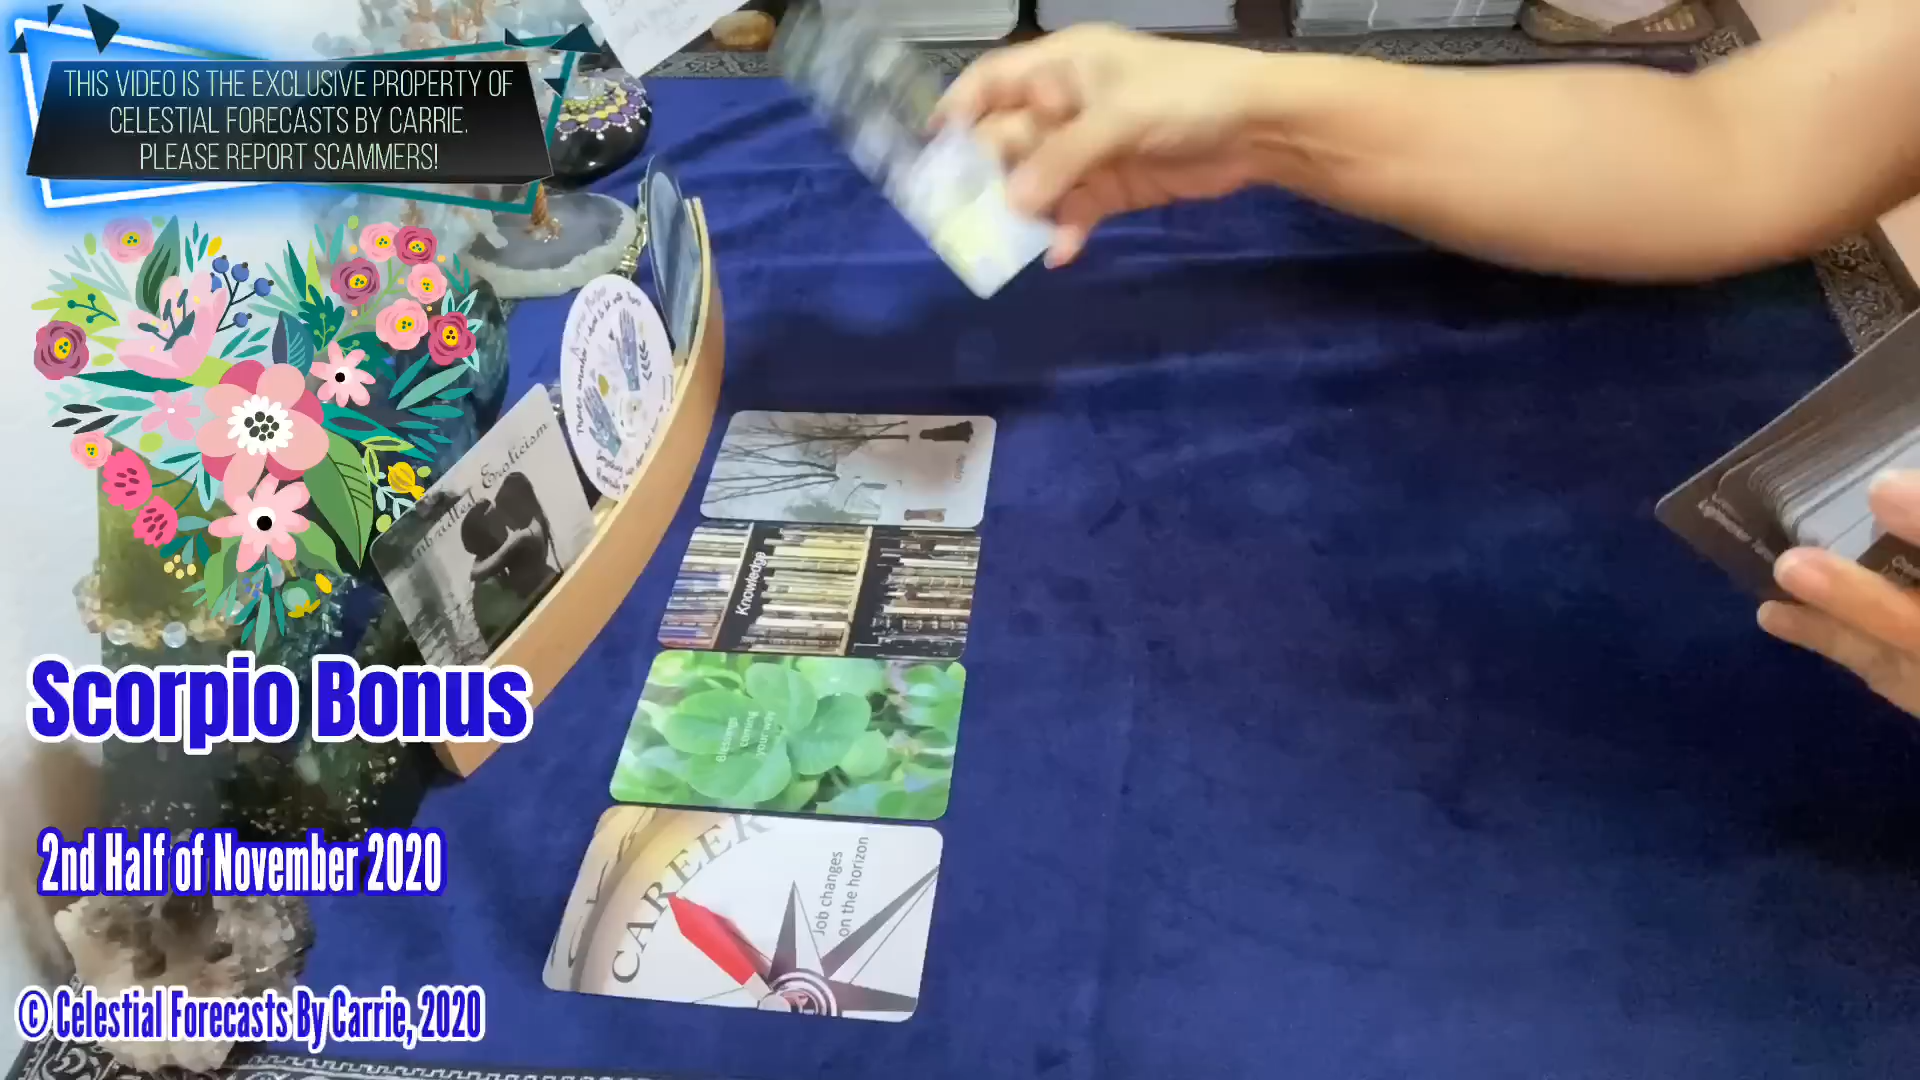 THIS VIDEO IS THE EXCLUSIVE PROPERTY OF
CELESTIAL FORECASTS BY CARRIE.
PLEASE REPORT SCAMMERS!
Eroticism
Knowledge
Blessings
coming
your way
CAREER
Job changes
on the horizon
Scorpio Bonus
2nd Half of November 2020
© Celestial Forecasts By Carrie, 2020